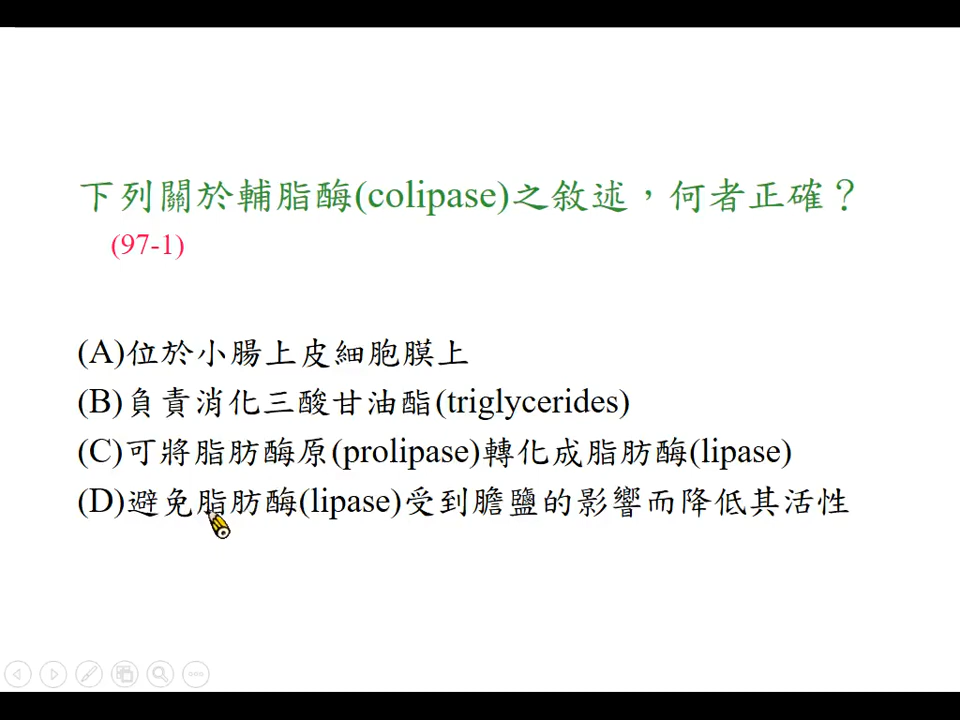 下列關於輔脂酶(colipase)之敘述，何者正確？
(97-1)
(A)位於小腸上皮細胞膜上
(B)負責消化三酸甘油酯(triglycerides)
(C)可將脂肪酶原(prolipase)轉化成脂肪酶(lipase)
(D)避免脂肪酶(lipase)受到膽鹽的影響而降低其活性